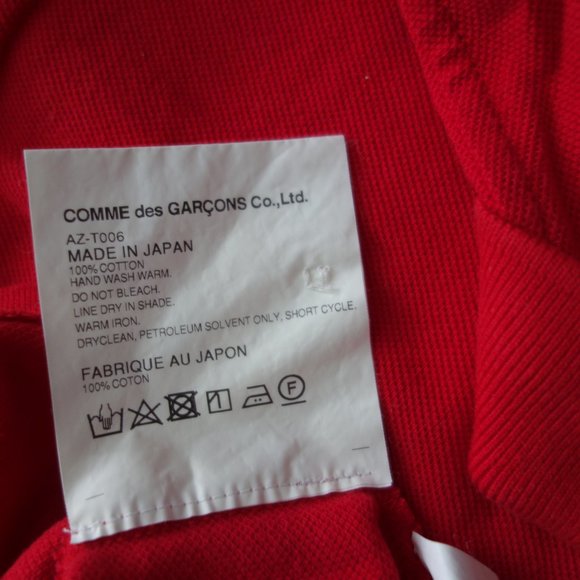 COMME des GARÇONS Co.,Ltd.
AZ-T006
MADE IN JAPAN
100% COTTON
HAND WASH WARM.
DO NOT BLEACH.
LINE DRY IN SHADE.
WARM IRON.
DRYCLEAN, PETROLEUM SOLVENT ONLY, SHORT CYCLE.
FABRIQUE AU JAPON
100% COTON
F